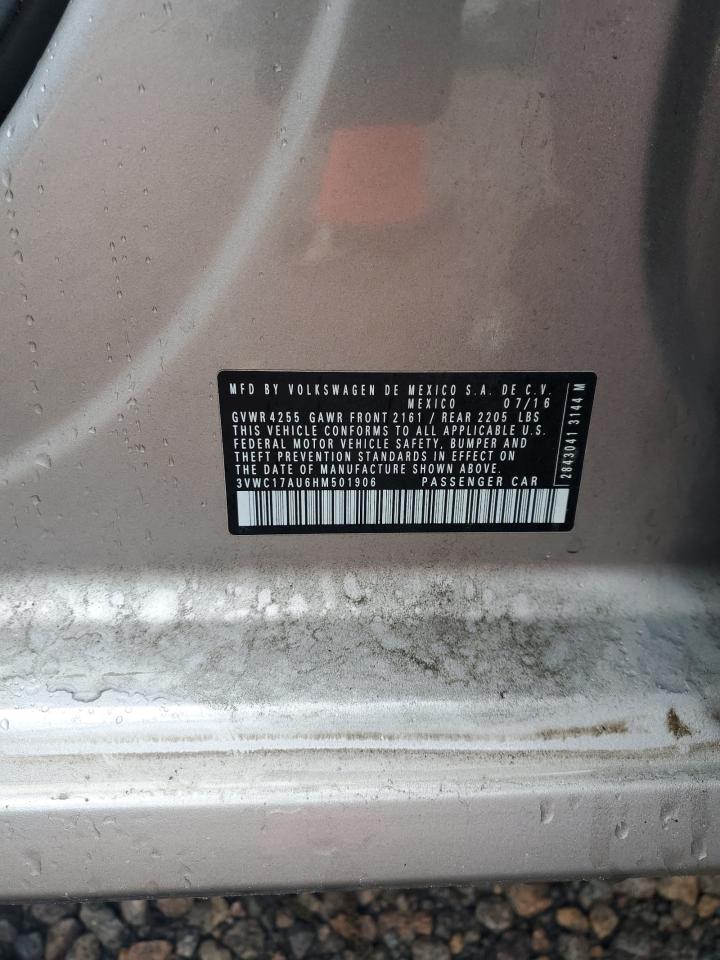 MFD BY VOLKSWAGEN DE MEXICO S.A. DE C.V.
MEXICO 07/16
GVWR 4255 GAWR FRONT 2161 / REAR 2205 LBS
THIS VEHICLE CONFORMS TO ALL APPLICABLE U.S.
FEDERAL MOTOR VEHICLE SAFETY, BUMPER AND
THEFT PREVENTION STANDARDS IN EFFECT ON
THE DATE OF MANUFACTURE SHOWN ABOVE.
3VWC17AU6HM501906 PASSENGER CAR
2843041 3144 M